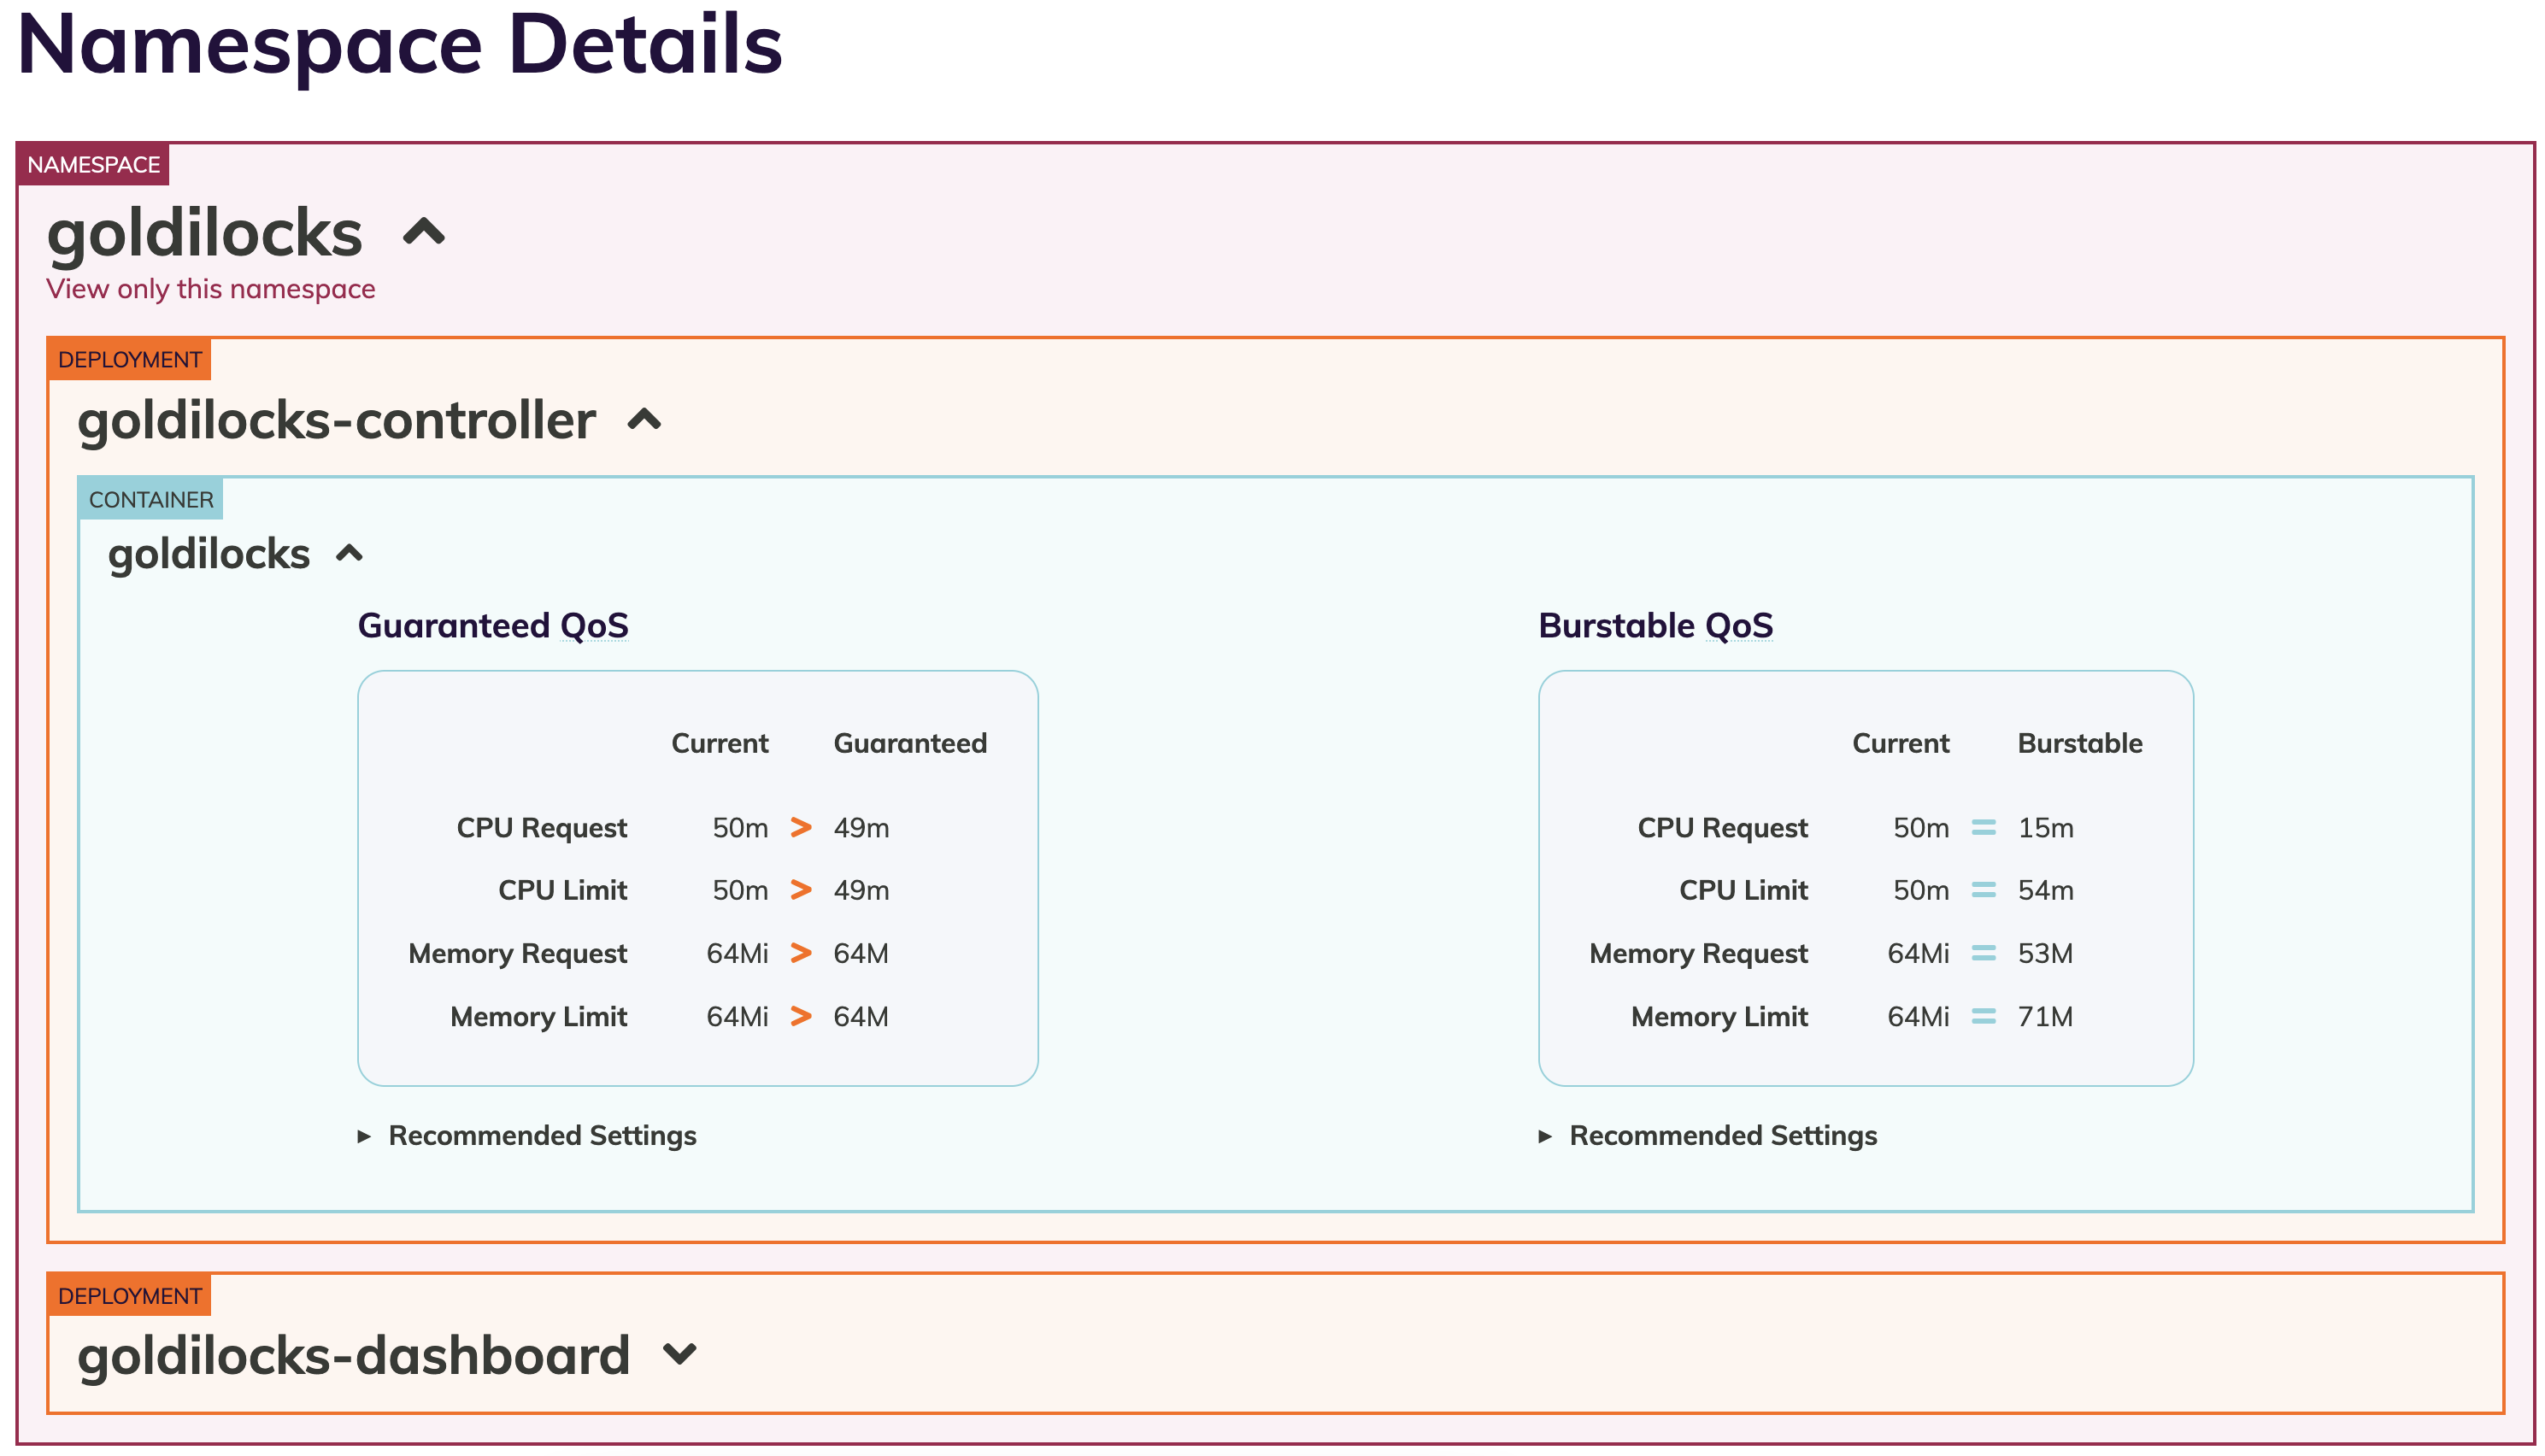 Namespace Details
NAMESPACE
goldilocks
View only this namespace
DEPLOYMENT
goldilocks-controller
CONTAINER
goldilocks
Guaranteed QoS
Current Guaranteed
CPU Request 50m > 49m
CPU Limit 50m > 49m
Memory Request 64Mi > 64M
Memory Limit 64Mi > 64M
Recommended Settings
Burstable QoS
Current = Burstable
CPU Request 50m = 15m
CPU Limit 50m = 54m
Memory Request 64Mi = 53M
Memory Limit 64Mi = 71M
Recommended Settings
DEPLOYMENT
goldilocks-dashboard